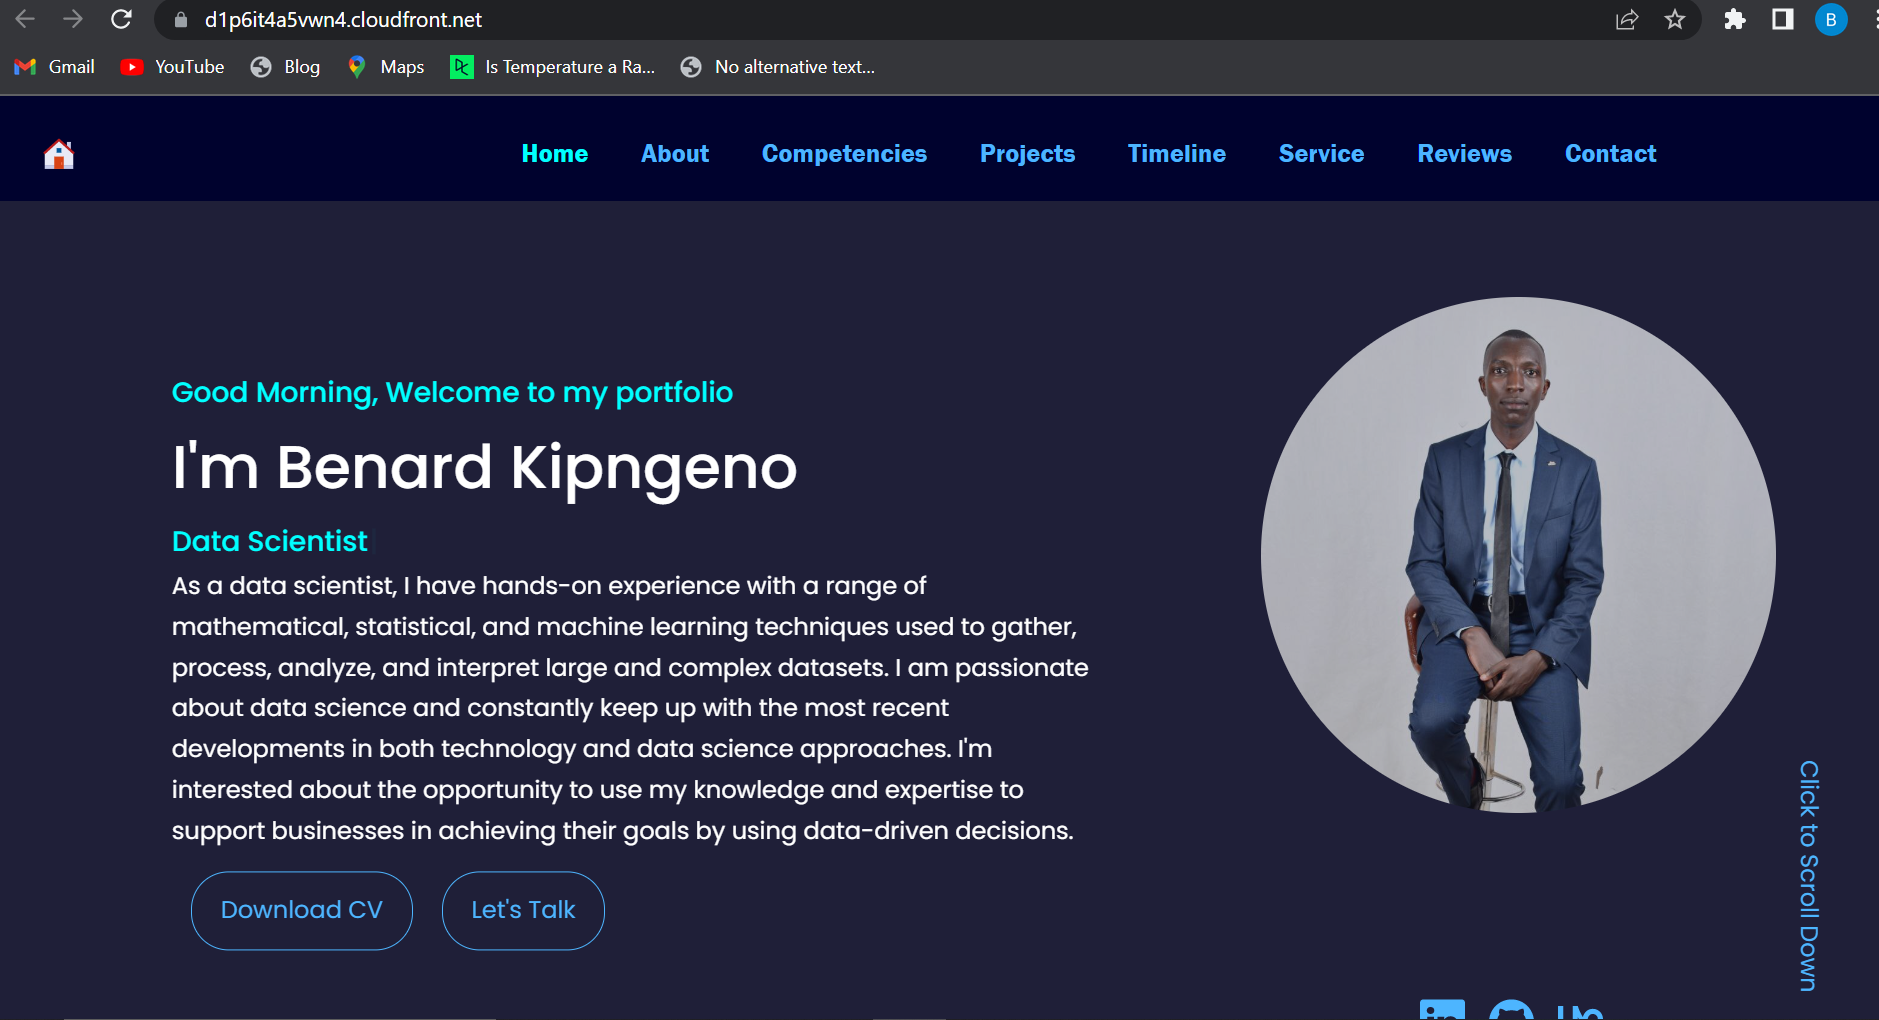 d1p6it4a5vwn4.cloudfront.net
B
Gmail
YouTube
Blog
Maps
Is Temperature a Ra...
No alternative text...
Home
About
Competencies
Projects
Timeline
Service
Reviews
Contact
Good Morning, Welcome to my portfolio
I'm Benard Kipngeno
Data Scientist
As a data scientist, I have hands-on experience with a range of
mathematical, statistical, and machine learning techniques used to gather,
process, analyze, and interpret large and complex datasets. I am passionate
about data science and constantly keep up with the most recent
developments in both technology and data science approaches. I'm
interested about the opportunity to use my knowledge and expertise to
support businesses in achieving their goals by using data-driven decisions.
Download CV
Let's Talk
Click to Scroll Down